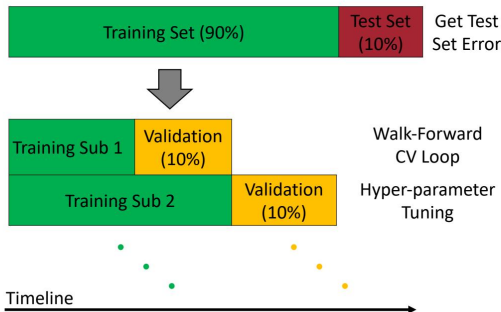 Training Set (90%)
Test Set
(10%)
Get Test
Set Error
Training Sub 1
Validation
(10%)
Walk-Forward
CV Loop
Training Sub 2
Validation
(10%)
Hyper-parameter
Tuning
Timeline